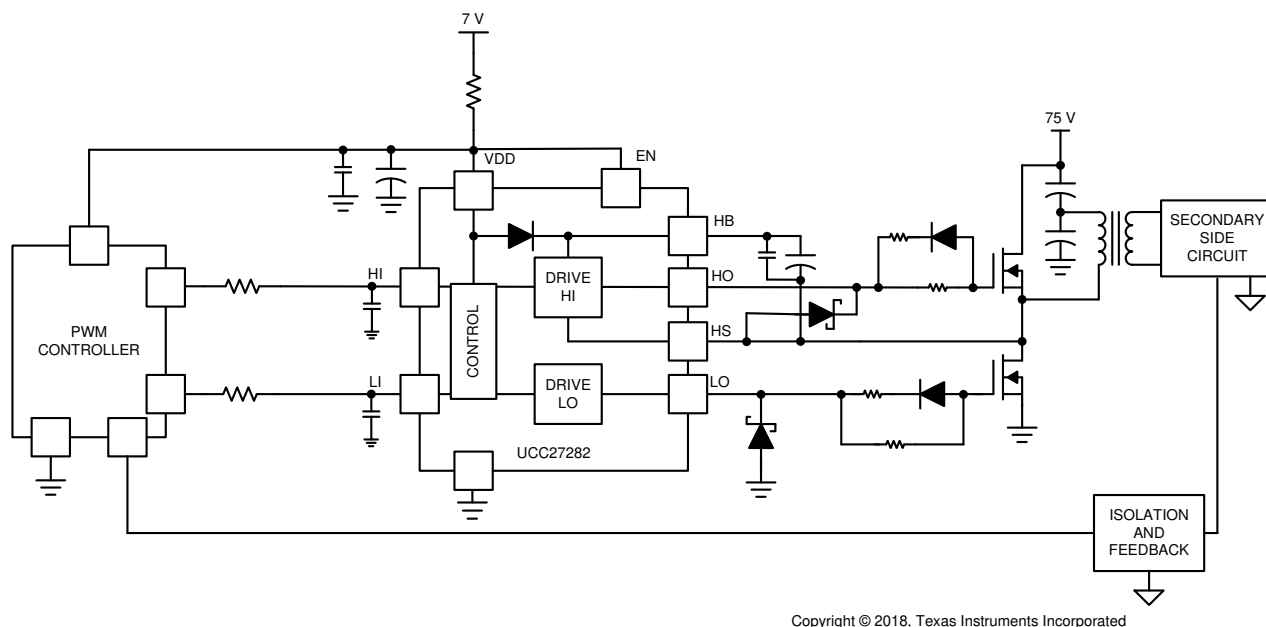 7 V
75 V
VDD
EN
HB
SECONDARY
SIDE
CIRCUIT
HI
DRIVE
HI
HO
PWM
CONTROLLER
CONTROL
HS
LI
DRIVE
LO
LO
UCC27282
ISOLATION
AND
FEEDBACK
Copyright © 2018, Texas Instruments Incorporated